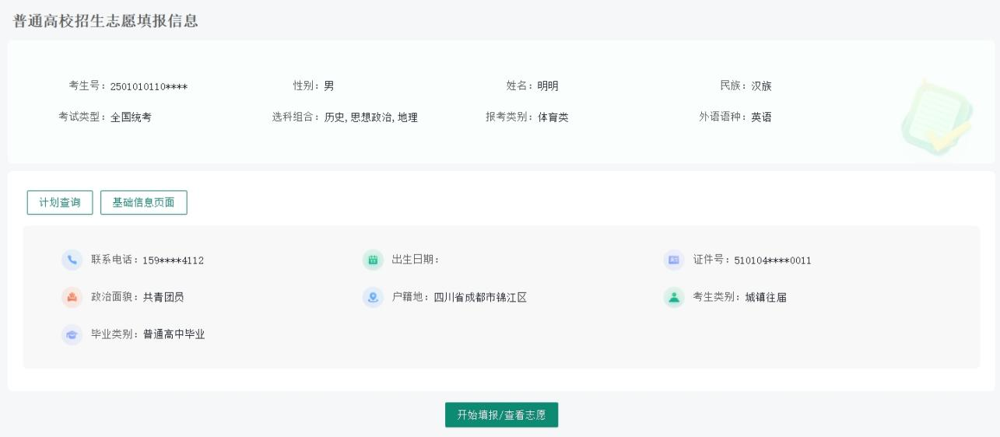 普通高校招生志愿填报信息
考生号：2501010110**** 性别：男 姓名：明明 民族：汉族
考试类型：全国统考 选科组合：历史,思想政治,地理 报考类别：体育类 外语语种：英语
计划查询 基础信息页面
联系电话：159****4112 出生日期： 证件号：510104****0011
政治面貌：共青团员 户籍地：四川省成都市锦江区 考生类别：城镇往届
毕业类别：普通高中毕业
开始填报/查看志愿